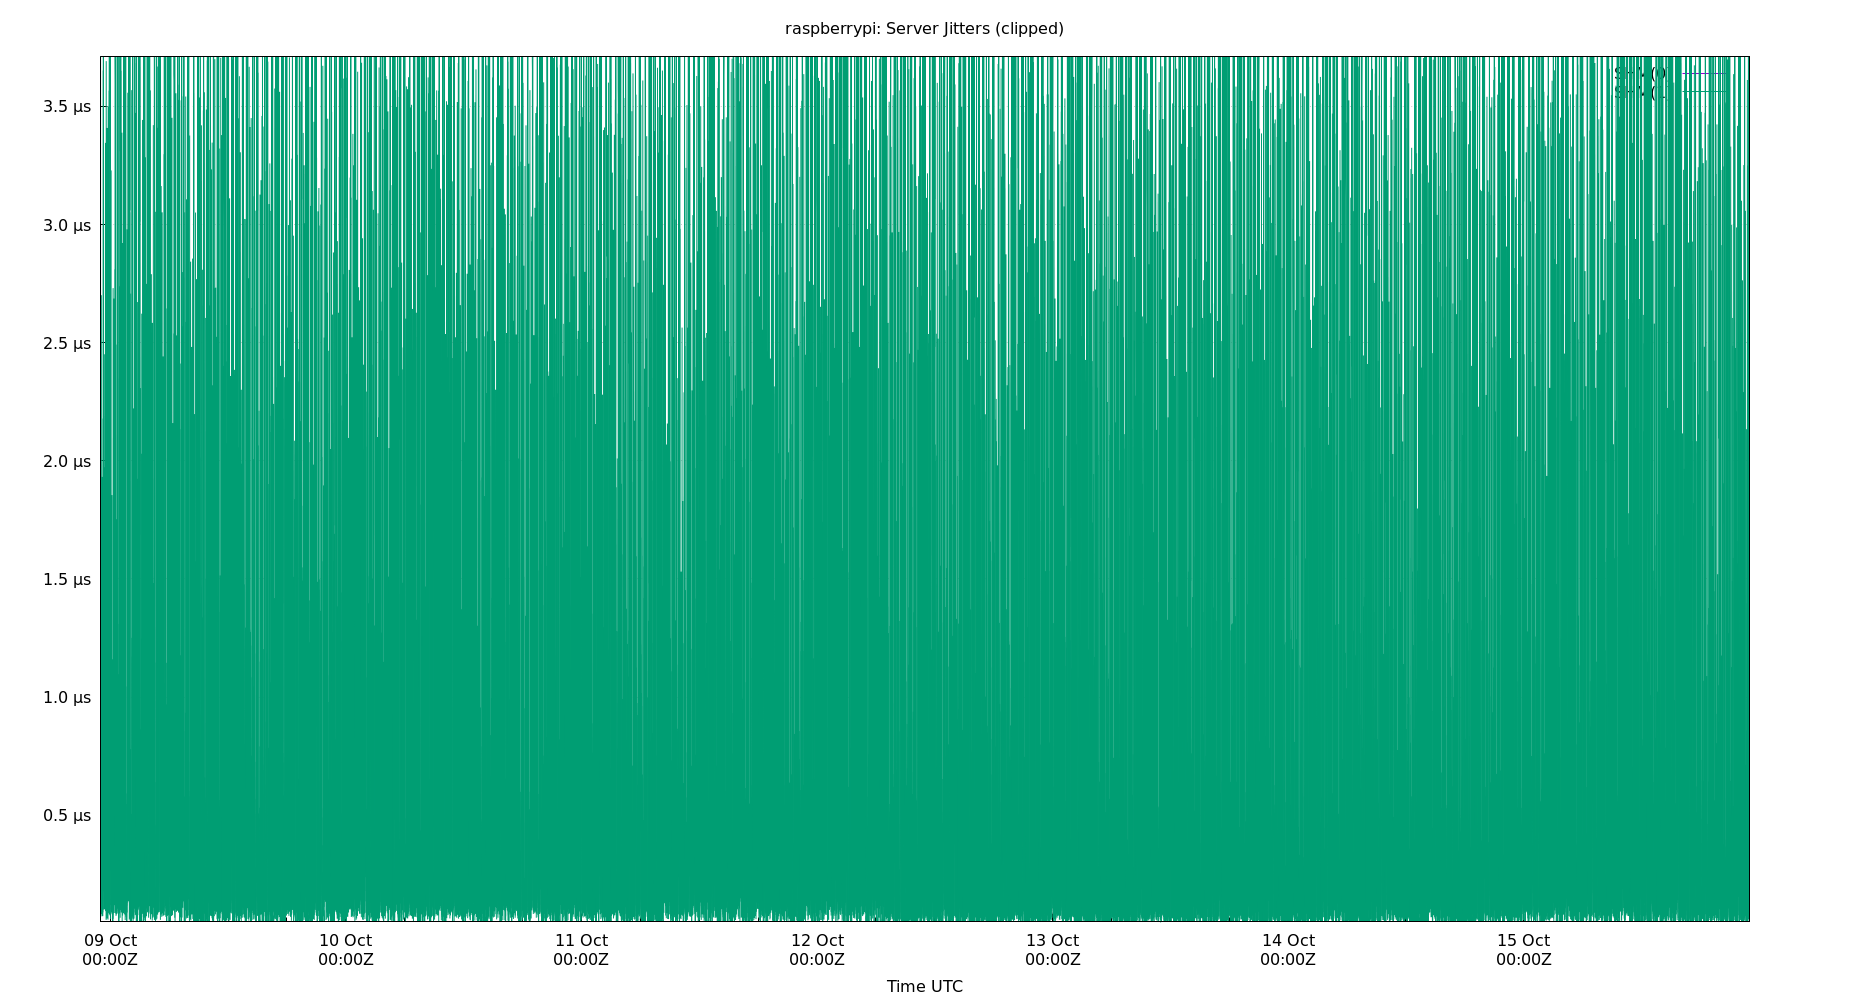 raspberrypi: Server Jitters (clipped)
3.5 µs
3.0 µs
2.5 µs
2.0 µs
1.5 µs
1.0 µs
0.5 µs
09 Oct 10 Oct 11 Oct 12 Oct 13 Oct 14 Oct 15 Oct
00:00Z 00:00Z 00:00Z 00:00Z 00:00Z 00:00Z 00:00Z
Time UTC